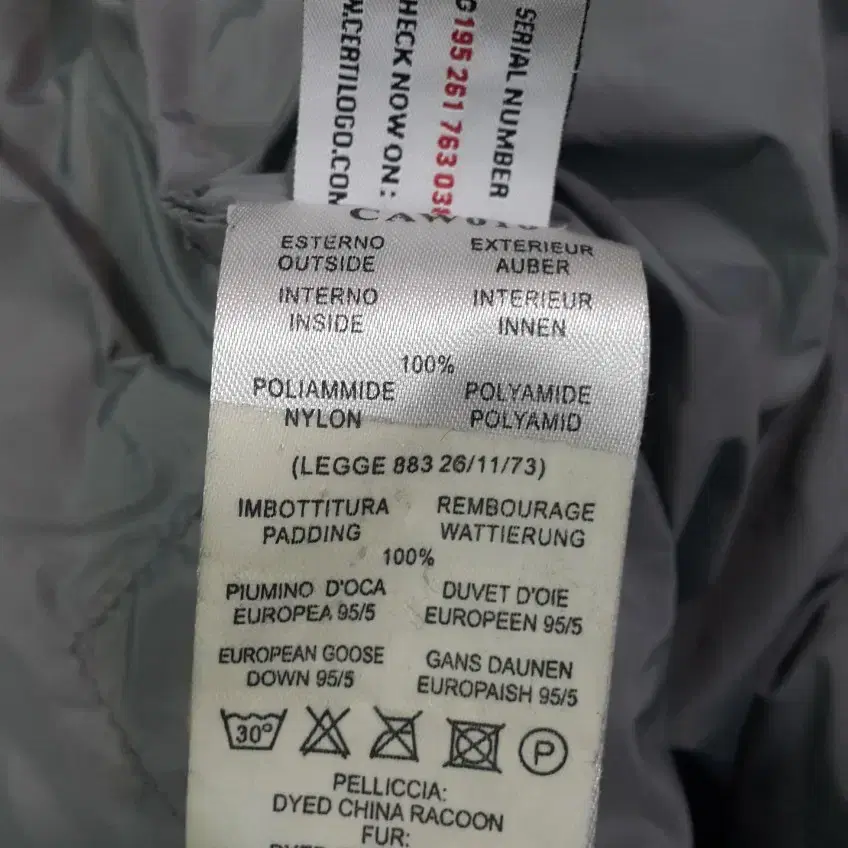 SERIAL NUMBER
195 261 763 03
CHECK NOW ON:
W.CERTILOGO.COM
ESTERNO EXTERIEUR
OUTSIDE AUBER
INTERNO INTERIEUR
INSIDE INNEN
100%
POLIAMMIDE POLYAMIDE
NYLON POLYAMID
(LEGGE 883 26/11/73)
IMBOTTITURA REMBOURAGE
PADDING WATTIERUNG
100%
PIUMINO D'OCA DUVET D'OIE
EUROPEA 95/5 EUROPEEN 95/5
EUROPEAN GOOSE GANS DAUNEN
DOWN 95/5 EUROPAISH 95/5
30° P
PELLICCIA:
DYED CHINA RACOON
FUR: